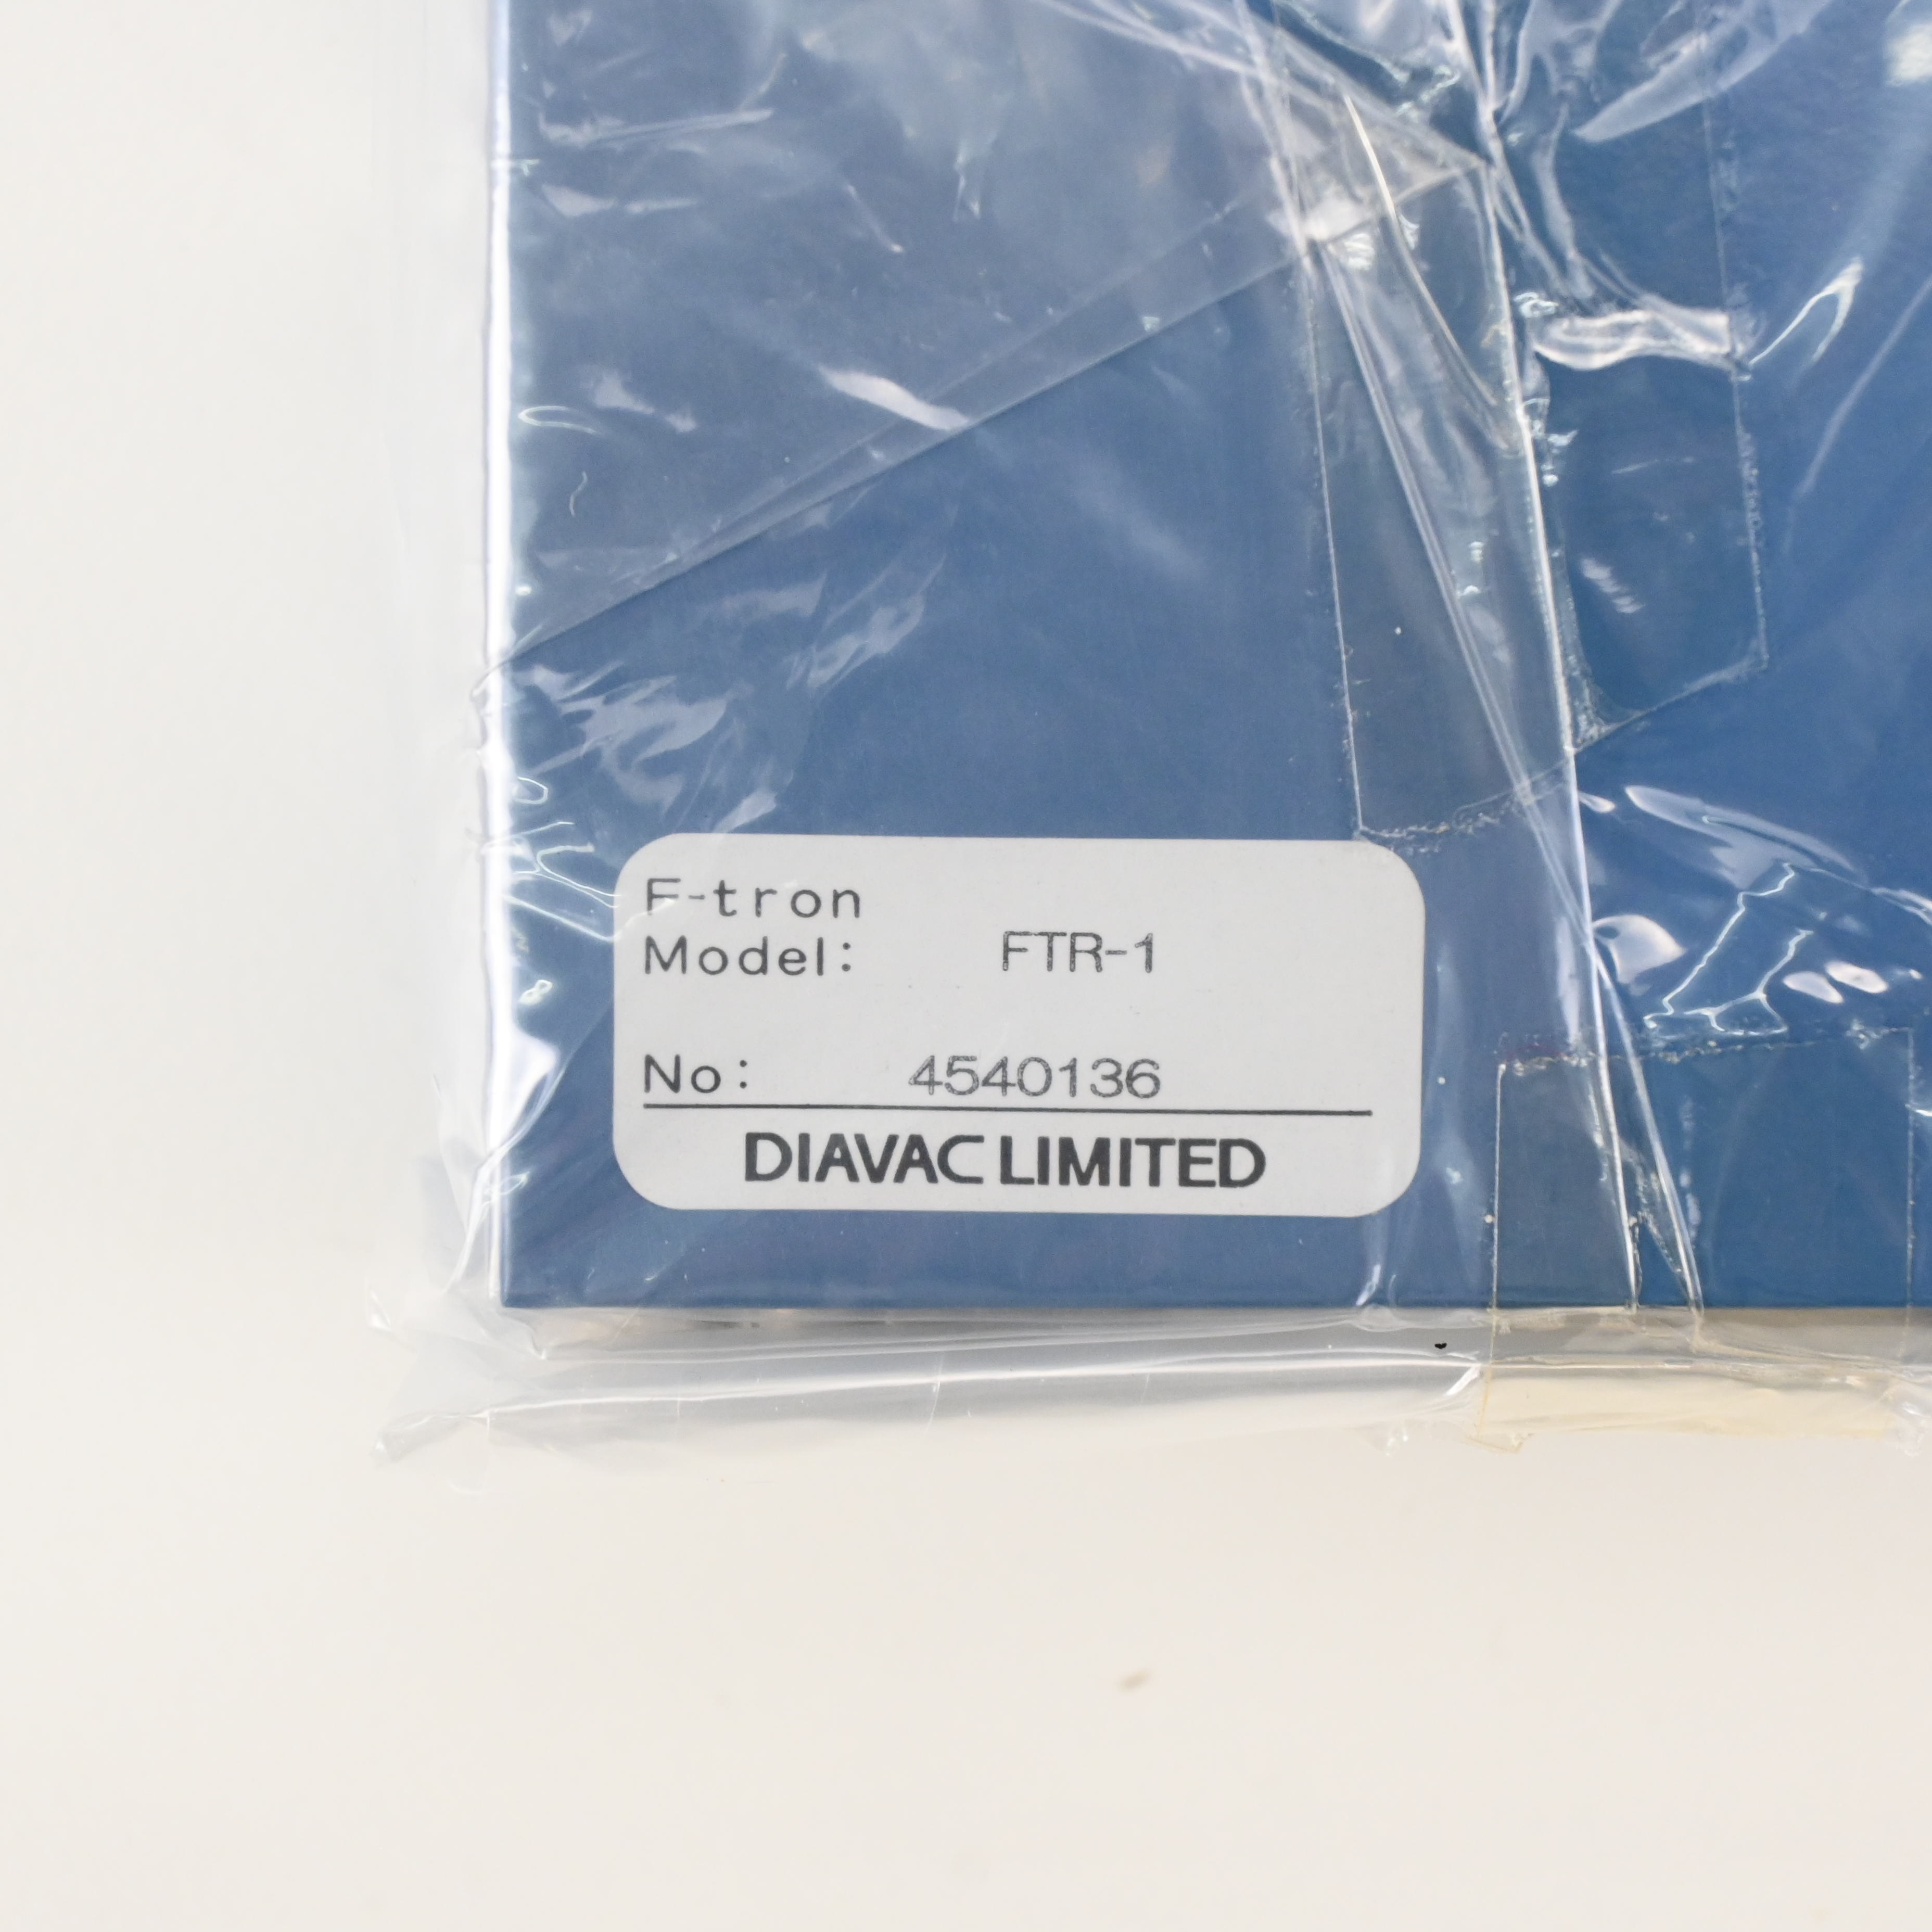 F-tron
Model: FTR-1
No: 4540136
DIAVAC LIMITED